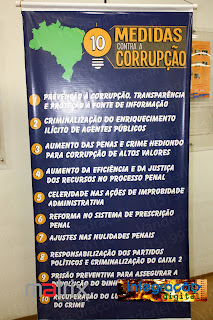 10 MEDIDAS
CONTRA A
CORRUPÇÃO
1 PREVENÇÃO À CORRUPÇÃO, TRANSPARÊNCIA
E PROTEÇÃO À FONTE DE INFORMAÇÃO
2 CRIMINALIZAÇÃO DO ENRIQUECIMENTO
ILÍCITO DE AGENTES PÚBLICOS
3 AUMENTO DAS PENAS E CRIME HEDIONDO
PARA CORRUPÇÃO DE ALTOS VALORES
4 AUMENTO DA EFICIÊNCIA E DA JUSTIÇA
DOS RECURSOS NO PROCESSO PENAL
5 CELERIDADE NAS AÇÕES DE IMPROBIDADE
ADMINISTRATIVA
6 REFORMA NO SISTEMA DE PRESCRIÇÃO
PENAL
7 AJUSTES NAS NULIDADES PENAIS
8 RESPONSABILIZAÇÃO DOS PARTIDOS
POLÍTICOS E CRIMINALIZAÇÃO DO CAIXA 2
9 PRISÃO PREVENTIVA PARA ASSEGURAR A
DO
10 RECUPERAÇÃO DO
DO CRIME
integração
digital